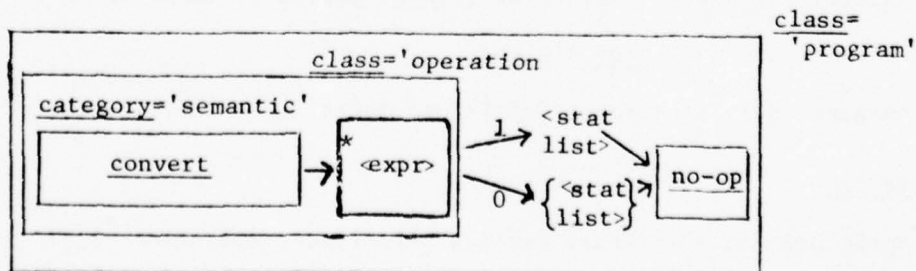 class=
'program'
class='operation
category='semantic'
convert
* <expr>
1
<stat
list>
0
{<stat
list>}
no-op